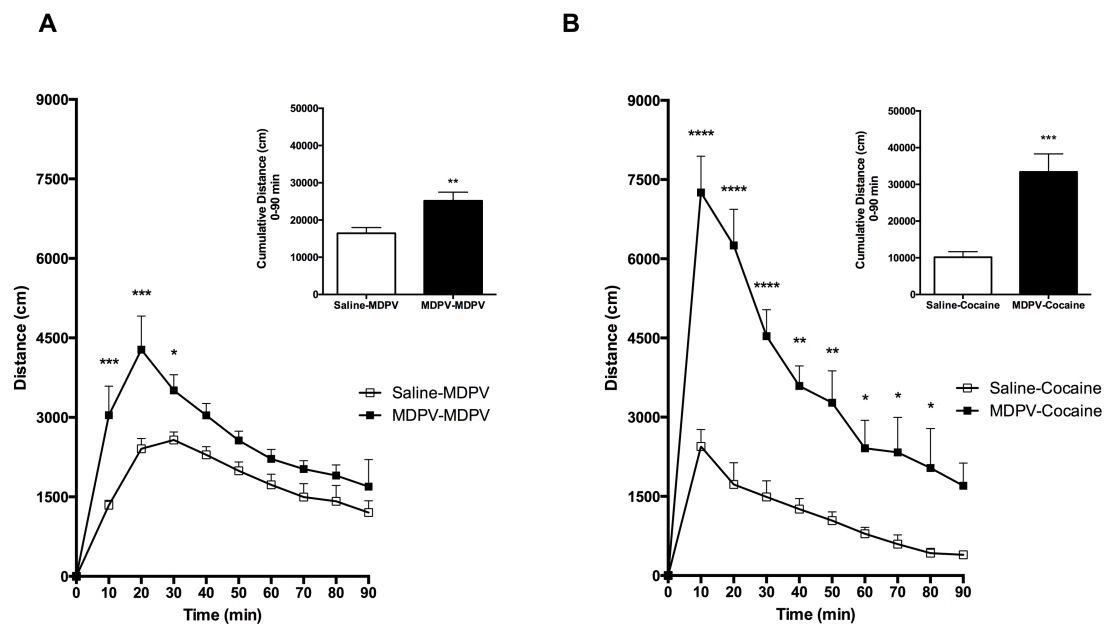 A
B
9000
7500
6000
4500
3000
1500
0
0 10 20 30 40 50 60 70 80 90
Time (min)
Distance (cm)
***
***
*
50000
40000
30000
20000
10000
0
Cumulative Distance (cm)
0-90 min
**
Saline-MDPV MDPV-MDPV
Saline-MDPV
MDPV-MDPV
9000
7500
6000
4500
3000
1500
0
0 10 20 30 40 50 60 70 80 90
Time (min)
Distance (cm)
****
****
****
**
**
*
*
*
50000
40000
30000
20000
10000
0
Cumulative Distance (cm)
0-90 min
***
Saline-Cocaine MDPV-Cocaine
Saline-Cocaine
MDPV-Cocaine